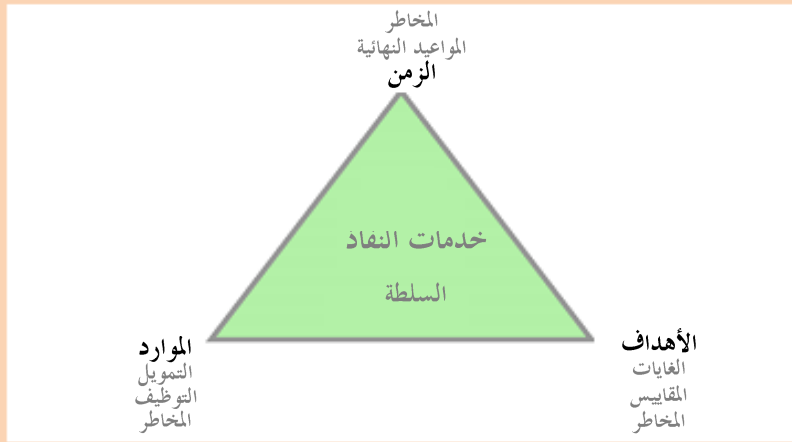 المخاطر
المواعيد النهائية
الزمن
خدمات النفاذ
السلطة
الأهداف
الغايات
المقاييس
المخاطر
الموارد
التمويل
التوظيف
المخاطر